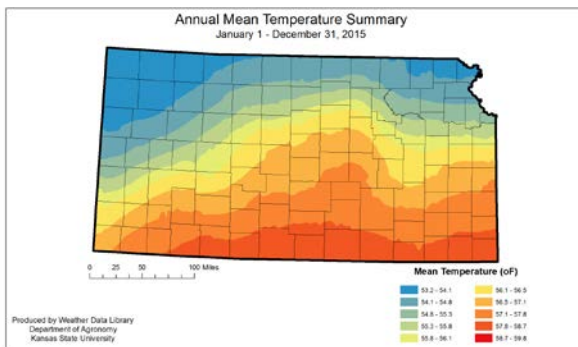 Annual Mean Temperature Summary
January 1 - December 31, 2015
0 25 50 100 Miles
Mean Temperature (oF)
53.2 - 54.1
54.1 - 54.8
54.8 - 55.3
55.3 - 55.8
55.8 - 56.1
56.1 - 56.5
56.5 - 57.1
57.1 - 57.8
57.8 - 58.7
58.7 - 59.8
Produced by Weather Data Library
Department of Agronomy
Kansas State University